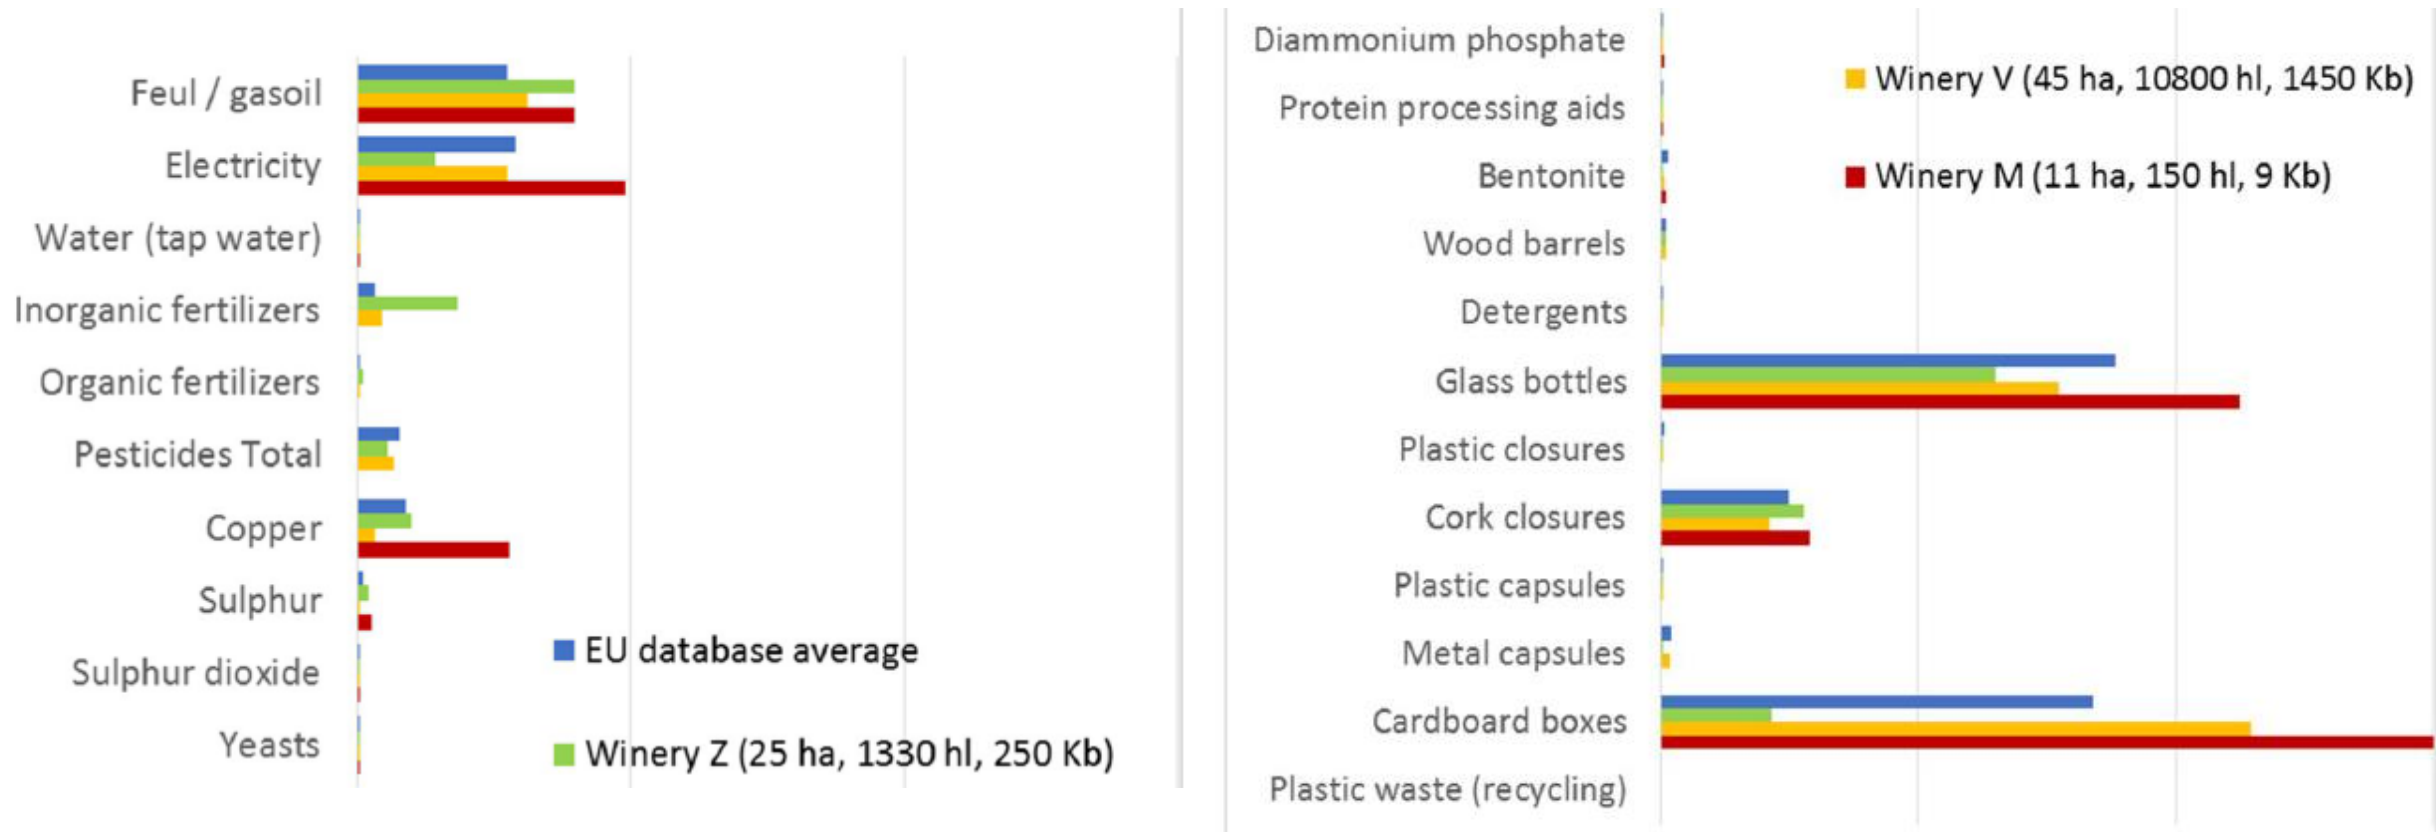 Feul / gasoil
Electricity
Water (tap water)
Inorganic fertilizers
Organic fertilizers
Pesticides Total
Copper
Sulphur
Sulphur dioxide
Yeasts
EU database average
Winery Z (25 ha, 1330 hl, 250 Kb)
Diammonium phosphate
Protein processing aids
Bentonite
Wood barrels
Detergents
Glass bottles
Plastic closures
Cork closures
Plastic capsules
Metal capsules
Cardboard boxes
Plastic waste (recycling)
Winery V (45 ha, 10800 hl, 1450 Kb)
Winery M (11 ha, 150 hl, 9 Kb)